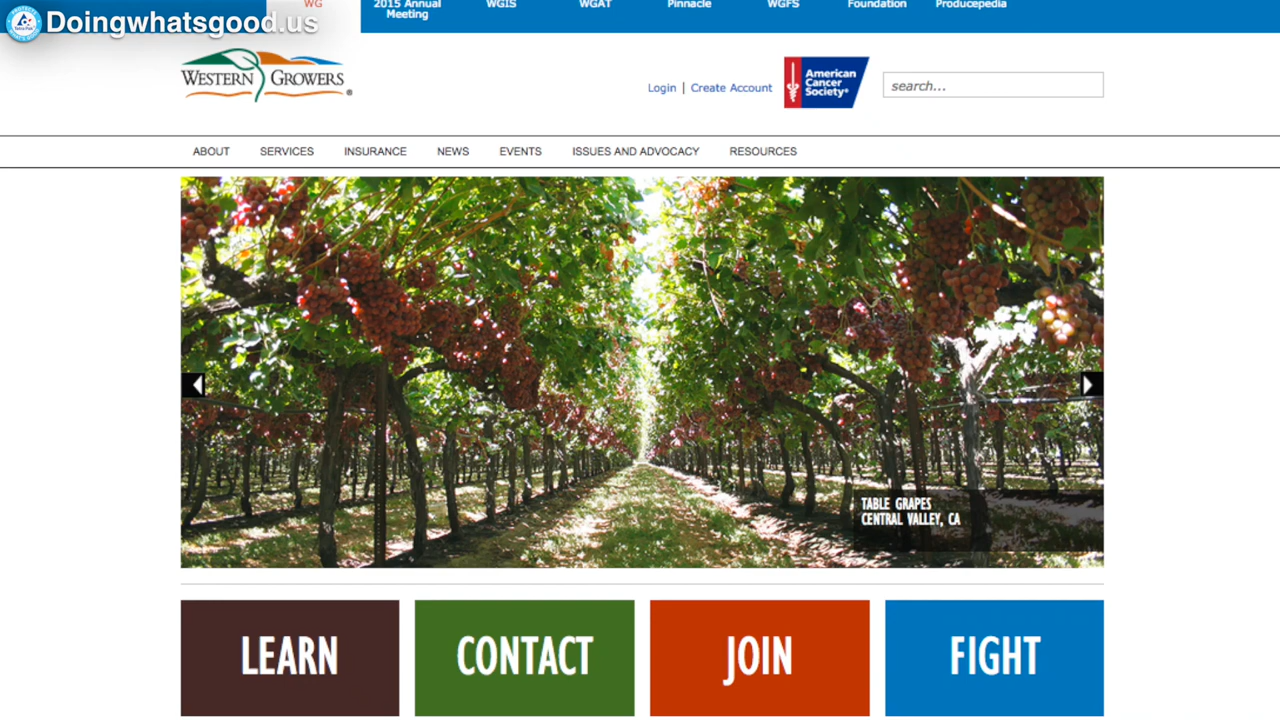 WG
2015 Annual
Meeting
WGIS
WGAT
Pinnacle
WGFS
Foundation
Producepedia
Doingwhatsgood.us
WESTERN GROWERS®
Login | Create Account
American
Cancer
Society®
search...
ABOUT SERVICES INSURANCE NEWS EVENTS ISSUES AND ADVOCACY RESOURCES
TABLE GRAPES
CENTRAL VALLEY, CA
LEARN CONTACT JOIN FIGHT